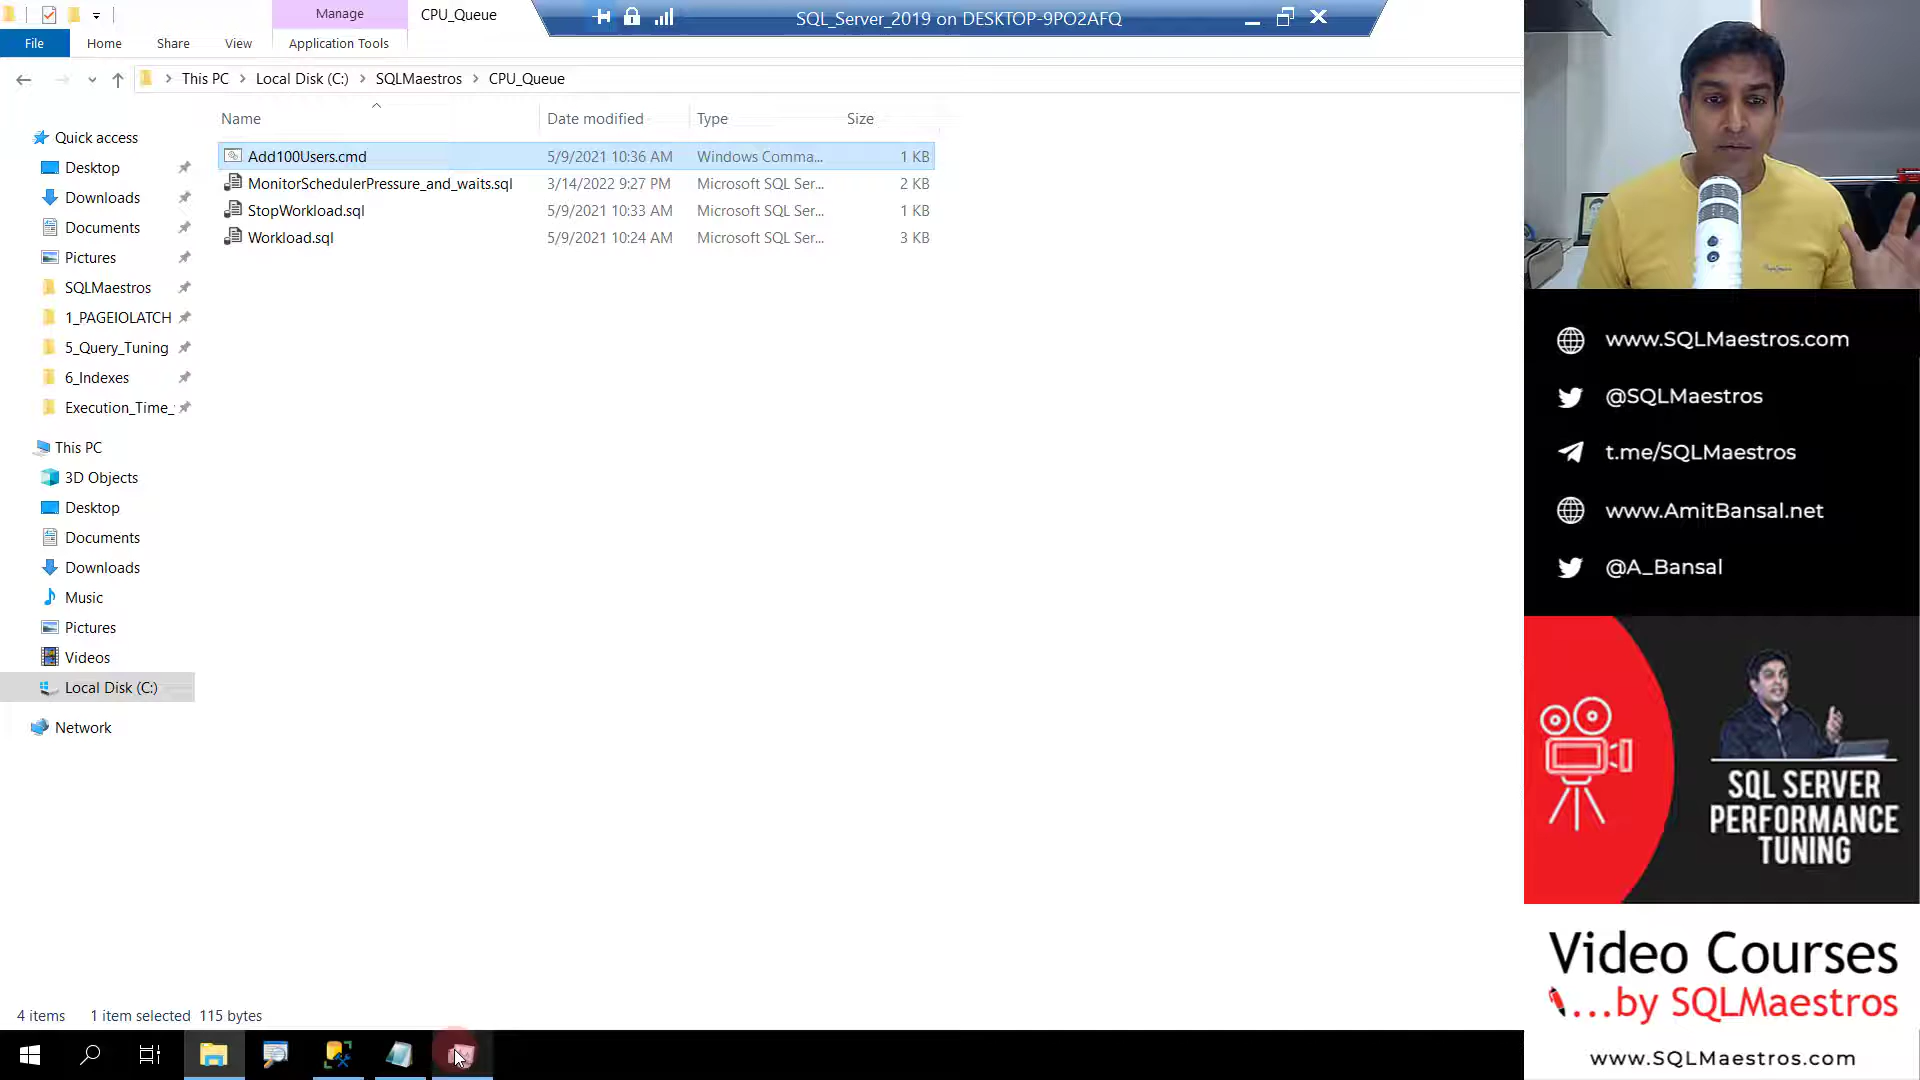 Manage
CPU_Queue
SQL_Server_2019 on DESKTOP-9PO2AFQ
File
Home
Share
View
Application Tools
This PC
Local Disk (C:)
SQLMaestros
CPU_Queue
Name
Date modified
Type
Size
Add100Users.cmd
5/9/2021 10:36 AM
Windows Comma...
1 KB
MonitorSchedulerPressure_and_waits.sql
3/14/2022 9:27 PM
Microsoft SQL Ser...
2 KB
StopWorkload.sql
5/9/2021 10:33 AM
Microsoft SQL Ser...
1 KB
Workload.sql
5/9/2021 10:24 AM
Microsoft SQL Ser...
3 KB
Quick access
Desktop
Downloads
Documents
Pictures
SQLMaestros
1_PAGEIOLATCH
5_Query_Tuning
6_Indexes
Execution_Time_
This PC
3D Objects
Desktop
Documents
Downloads
Music
Pictures
Videos
Local Disk (C:)
Network
4 items
1 item selected
115 bytes
www.SQLMaestros.com
@SQLMaestros
t.me/SQLMaestros
www.AmitBansal.net
@A_Bansal
SQL SERVER
PERFORMANCE
TUNING
Video Courses
...by SQLMaestros
www.SQLMaestros.com